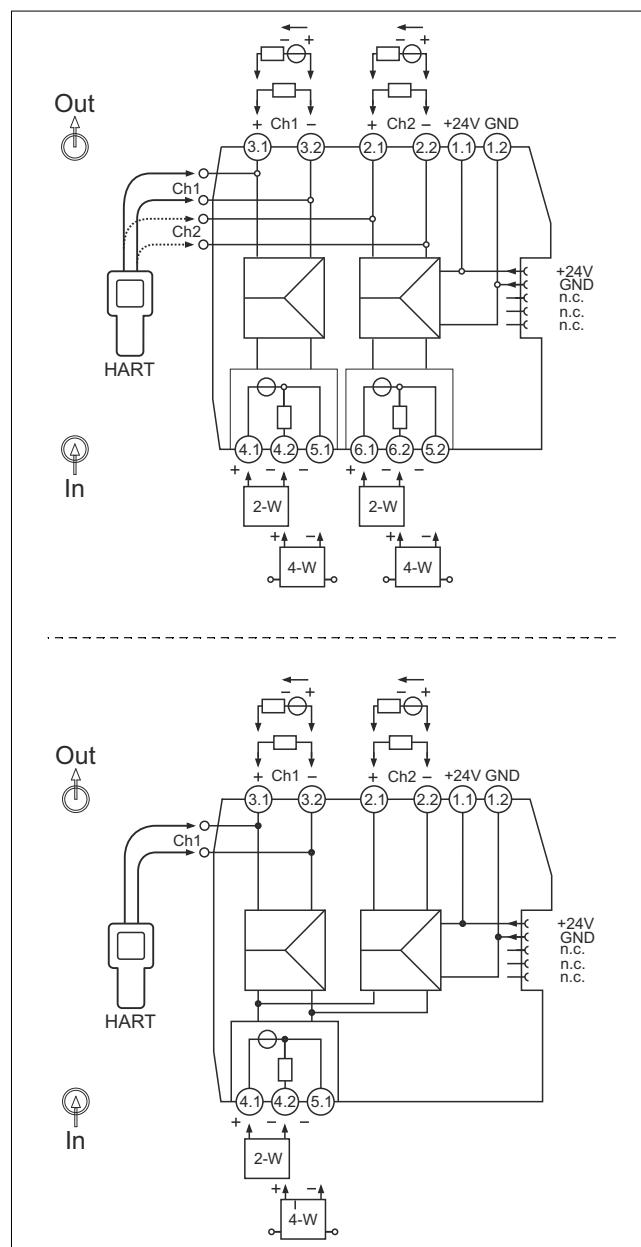 − +
− +
Out
+ Ch1 −
+ Ch2 −
+24V GND
3.1 3.2 2.1 2.2 1.1 1.2
Ch1
Ch2
+24V
GND
n.c.
n.c.
n.c.
HART
4.1 4.2 5.1 6.1 6.2 5.2
In
+ − −
+ − −
2-W 2-W
+ −
+ −
4-W 4-W
− +
− +
Out
+ Ch1 −
+ Ch2 −
+24V GND
3.1 3.2 2.1 2.2 1.1 1.2
Ch1
+24V
GND
n.c.
n.c.
n.c.
HART
4.1 4.2 5.1
In
+ − −
2-W
+ −
4-W